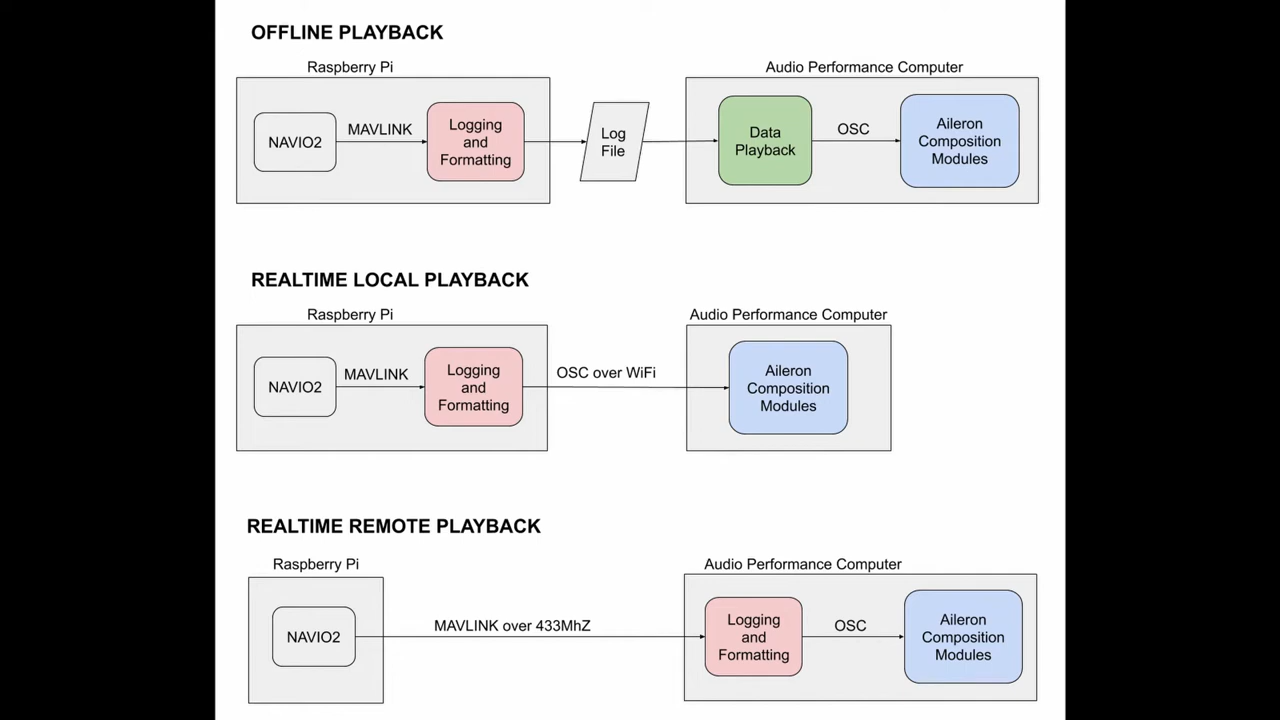 OFFLINE PLAYBACK
Raspberry Pi
Audio Performance Computer
NAVIO2
MAVLINK
Logging
and
Formatting
Log
File
Data
Playback
OSC
Aileron
Composition
Modules
REALTIME LOCAL PLAYBACK
Raspberry Pi
Audio Performance Computer
NAVIO2
MAVLINK
Logging
and
Formatting
OSC over WiFi
Aileron
Composition
Modules
REALTIME REMOTE PLAYBACK
Raspberry Pi
Audio Performance Computer
NAVIO2
MAVLINK over 433MhZ
Logging
and
Formatting
OSC
Aileron
Composition
Modules